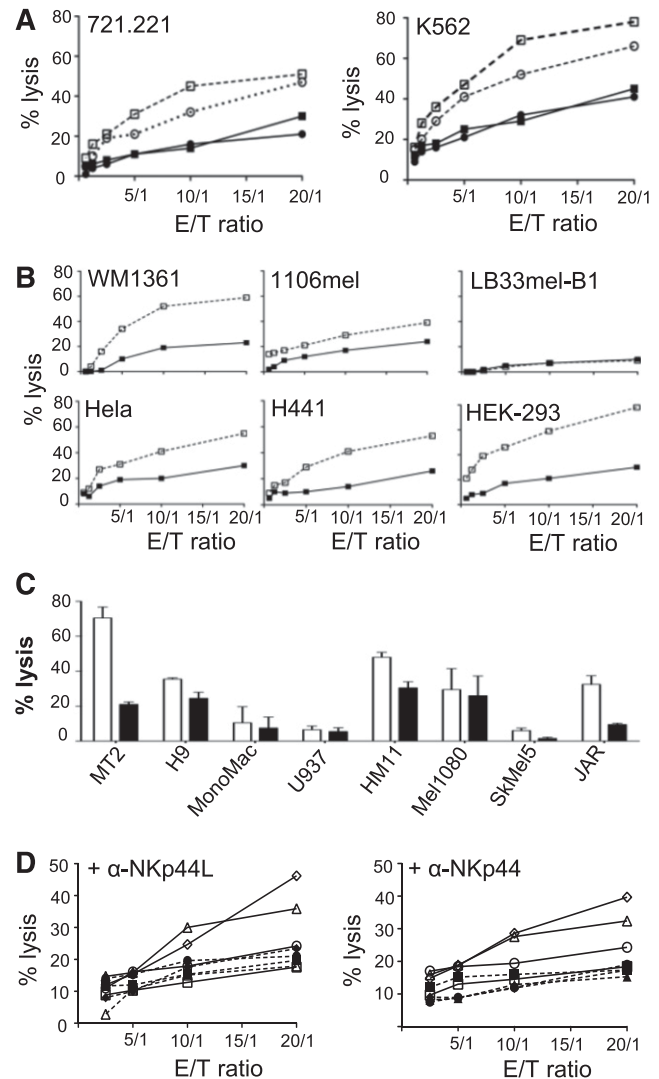 A
721.221
K562
80
60
40
20
0
% lysis
5/1 10/1 15/1 20/1
E/T ratio
80
60
40
20
0
% lysis
5/1 10/1 15/1 20/1
E/T ratio
B
WM1361
1106mel
LB33mel-B1
80
60
40
20
0
% lysis
Hela
H441
HEK-293
80
60
40
20
0
5/1 10/1 15/1 20/1
5/1 10/1 15/1 20/1
5/1 10/1 15/1 20/1
E/T ratio
E/T ratio
E/T ratio
C
80
60
40
20
0
% lysis
MT2
H9
MonoMac
U937
HM11
Mel1080
SkMel5
JAR
D
+ α-NKp44L
+ α-NKp44
50
40
30
20
10
0
% lysis
5/1 10/1 15/1 20/1
E/T ratio
50
40
30
20
10
% lysis
5/1 10/1 15/1 20/1
E/T ratio